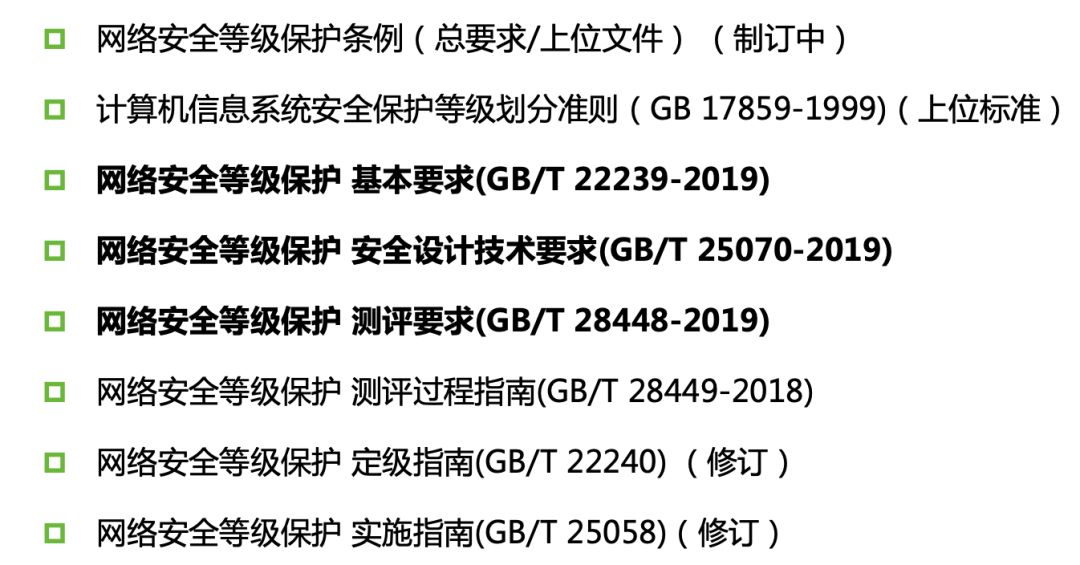 网络安全等级保护条例（总要求/上位文件）（制订中）
计算机信息系统安全保护等级划分准则（GB 17859-1999)（上位标准）
网络安全等级保护 基本要求(GB/T 22239-2019)
网络安全等级保护 安全设计技术要求(GB/T 25070-2019)
网络安全等级保护 测评要求(GB/T 28448-2019)
网络安全等级保护 测评过程指南(GB/T 28449-2018)
网络安全等级保护 定级指南(GB/T 22240)（修订）
网络安全等级保护 实施指南(GB/T 25058)（修订）